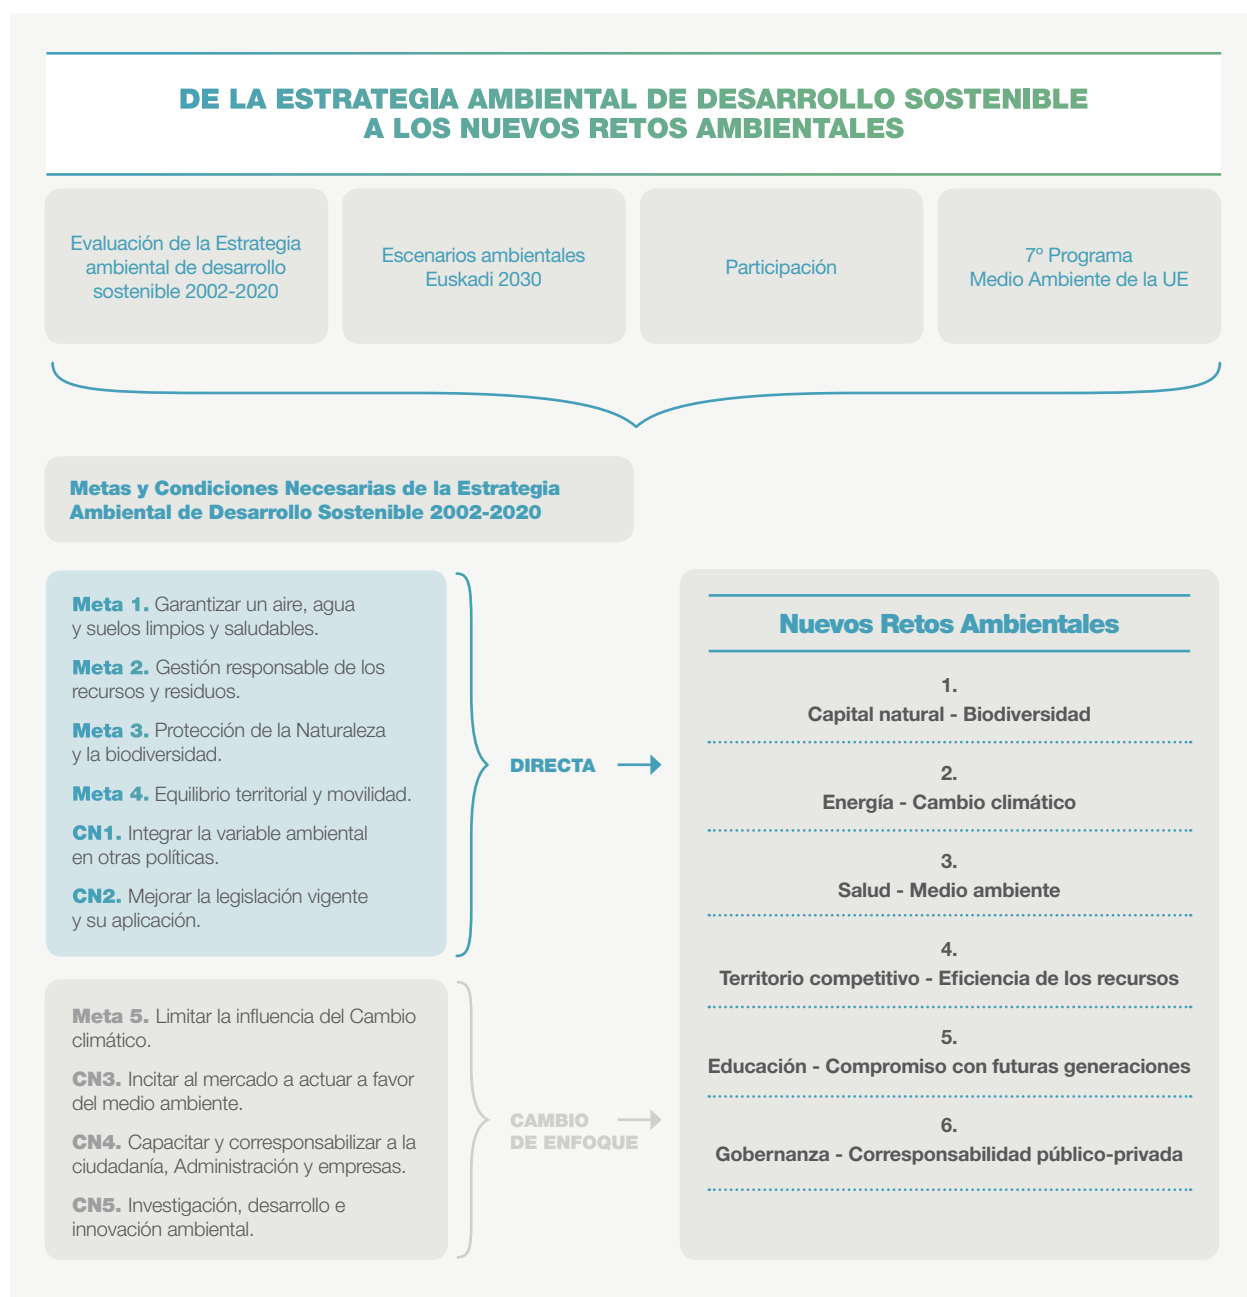 DE LA ESTRATEGIA AMBIENTAL DE DESARROLLO SOSTENIBLE
A LOS NUEVOS RETOS AMBIENTALES
Evaluación de la Estrategia
ambiental de desarrollo
sostenible 2002-2020
Escenarios ambientales
Euskadi 2030
Participación
7º Programa
Medio Ambiente de la UE
Metas y Condiciones Necesarias de la Estrategia
Ambiental de Desarrollo Sostenible 2002-2020
Meta 1. Garantizar un aire, agua
y suelos limpios y saludables.
Meta 2. Gestión responsable de los
recursos y residuos.
Meta 3. Protección de la Naturaleza
y la biodiversidad.
Meta 4. Equilibrio territorial y movilidad.
CN1. Integrar la variable ambiental
en otras políticas.
CN2. Mejorar la legislación vigente
y su aplicación.
DIRECTA
Meta 5. Limitar la influencia del Cambio
climático.
CN3. Incitar al mercado a actuar a favor
del medio ambiente.
CN4. Capacitar y corresponsabilizar a la
ciudadanía, Administración y empresas.
CN5. Investigación, desarrollo e
innovación ambiental.
CAMBIO
DE ENFOQUE
Nuevos Retos Ambientales
1.
Capital natural - Biodiversidad
2.
Energía - Cambio climático
3.
Salud - Medio ambiente
4.
Territorio competitivo - Eficiencia de los recursos
5.
Educación - Compromiso con futuras generaciones
6.
Gobernanza - Corresponsabilidad público-privada